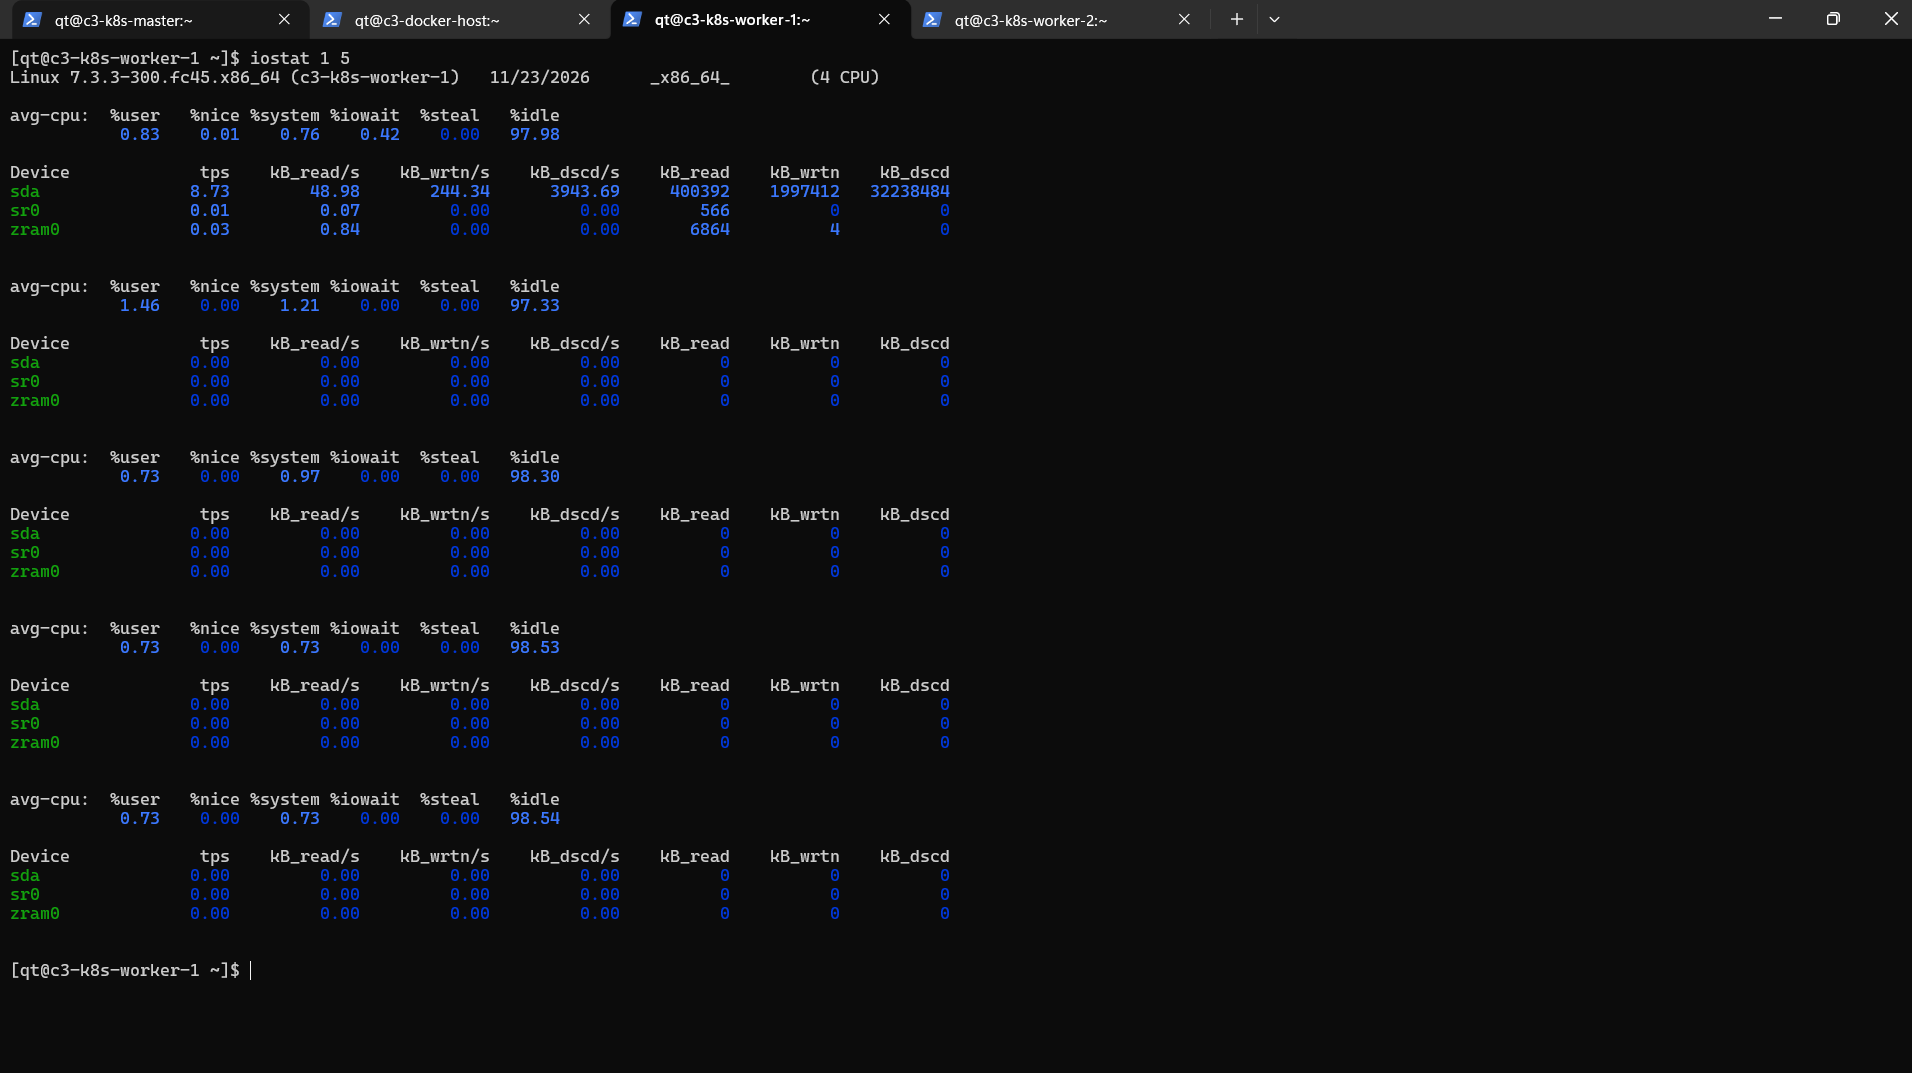 qt@c3-k8s-master:~ qt@c3-docker-host:~ qt@c3-k8s-worker-1:~ qt@c3-k8s-worker-2:~
[qt@c3-k8s-worker-1 ~]$ iostat 1 5
Linux 7.3.3-300.fc45.x86_64 (c3-k8s-worker-1) 11/23/2026 _x86_64_ (4 CPU)
avg-cpu: %user %nice %system %iowait %steal %idle
0.83 0.01 0.76 0.42 0.00 97.98
Device tps kB_read/s kB_wrtn/s kB_dscd/s kB_read kB_wrtn kB_dscd
sda 8.73 48.98 244.34 3943.69 400392 1997412 32238484
sr0 0.01 0.07 0.00 0.00 566 0 0
zram0 0.03 0.84 0.00 0.00 6864 4 0
avg-cpu: %user %nice %system %iowait %steal %idle
1.46 0.00 1.21 0.00 0.00 97.33
Device tps kB_read/s kB_wrtn/s kB_dscd/s kB_read kB_wrtn kB_dscd
sda 0.00 0.00 0.00 0.00 0 0 0
sr0 0.00 0.00 0.00 0.00 0 0 0
zram0 0.00 0.00 0.00 0.00 0 0 0
avg-cpu: %user %nice %system %iowait %steal %idle
0.73 0.00 0.97 0.00 0.00 98.30
Device tps kB_read/s kB_wrtn/s kB_dscd/s kB_read kB_wrtn kB_dscd
sda 0.00 0.00 0.00 0.00 0 0 0
sr0 0.00 0.00 0.00 0.00 0 0 0
zram0 0.00 0.00 0.00 0.00 0 0 0
avg-cpu: %user %nice %system %iowait %steal %idle
0.73 0.00 0.73 0.00 0.00 98.53
Device tps kB_read/s kB_wrtn/s kB_dscd/s kB_read kB_wrtn kB_dscd
sda 0.00 0.00 0.00 0.00 0 0 0
sr0 0.00 0.00 0.00 0.00 0 0 0
zram0 0.00 0.00 0.00 0.00 0 0 0
avg-cpu: %user %nice %system %iowait %steal %idle
0.73 0.00 0.73 0.00 0.00 98.54
Device tps kB_read/s kB_wrtn/s kB_dscd/s kB_read kB_wrtn kB_dscd
sda 0.00 0.00 0.00 0.00 0 0 0
sr0 0.00 0.00 0.00 0.00 0 0 0
zram0 0.00 0.00 0.00 0.00 0 0 0
[qt@c3-k8s-worker-1 ~]$